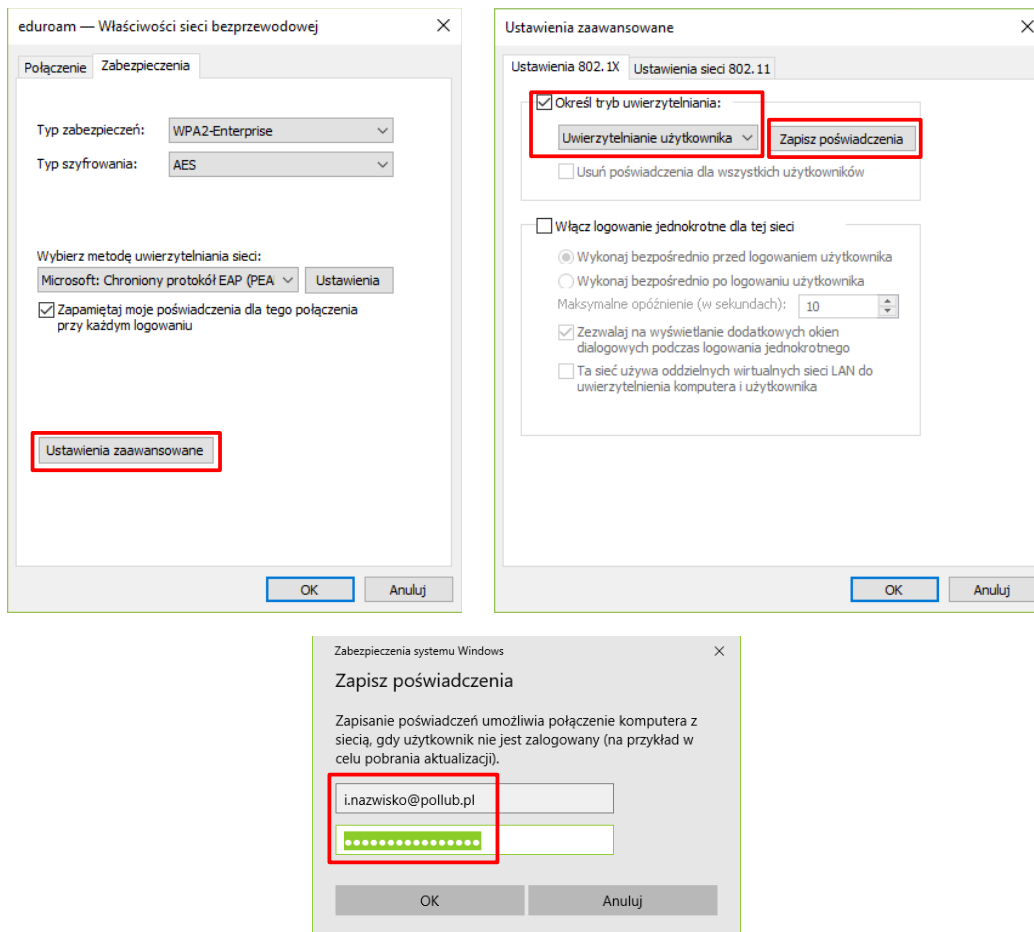 eduroam — Właściwości sieci bezprzewodowej
Połączenie Zabezpieczenia
Typ zabezpieczeń: WPA2-Enterprise
Typ szyfrowania: AES
Wybierz metodę uwierzytelniania sieci:
Microsoft: Chroniony protokół EAP (PEA Ustawienia
Zapamiętaj moje poświadczenia dla tego połączenia
przy każdym logowaniu
Ustawienia zaawansowane
OK Anuluj
Ustawienia zaawansowane
Ustawienia 802.1X Ustawienia sieci 802.11
Określ tryb uwierzytelniania:
Uwierzytelnianie użytkownika Zapisz poświadczenia
Usuń poświadczenia dla wszystkich użytkowników
Włącz logowanie jednokrotne dla tej sieci
Wykonaj bezpośrednio przed logowaniem użytkownika
Wykonaj bezpośrednio po logowaniu użytkownika
Maksymalne opóźnienie (w sekundach): 10
Zezwalaj na wyświetlanie dodatkowych okien
dialogowych podczas logowania jednokrotnego
Ta sieć używa oddzielnych wirtualnych sieci LAN do
uwierzytelnienia komputera i użytkownika
OK Anuluj
Zabezpieczenia systemu Windows
Zapisz poświadczenia
Zapisanie poświadczeń umożliwia połączenie komputera z
siecią, gdy użytkownik nie jest zalogowany (na przykład w
celu pobrania aktualizacji).
i.nazwisko@pollub.pl
••••••••••••••••
OK Anuluj